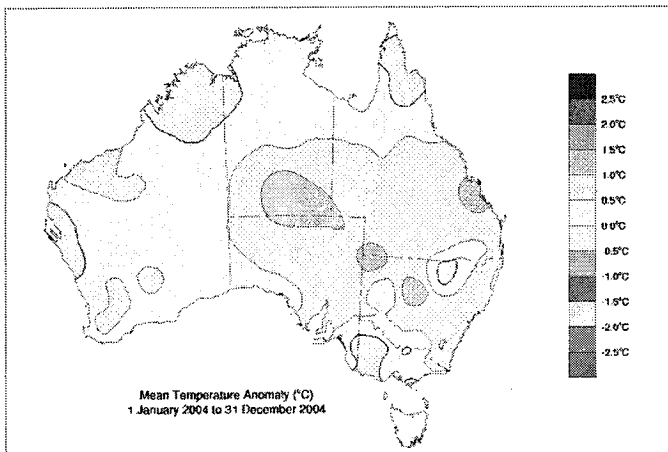 2.5°C
2.0°C
1.5°C
1.0°C
0.5°C
0.0°C
0.5°C
-1.0°C
-1.5°C
-2.0°C
-2.5°C
Mean Temperature Anomaly (°C)
1 January 2004 to 31 December 2004